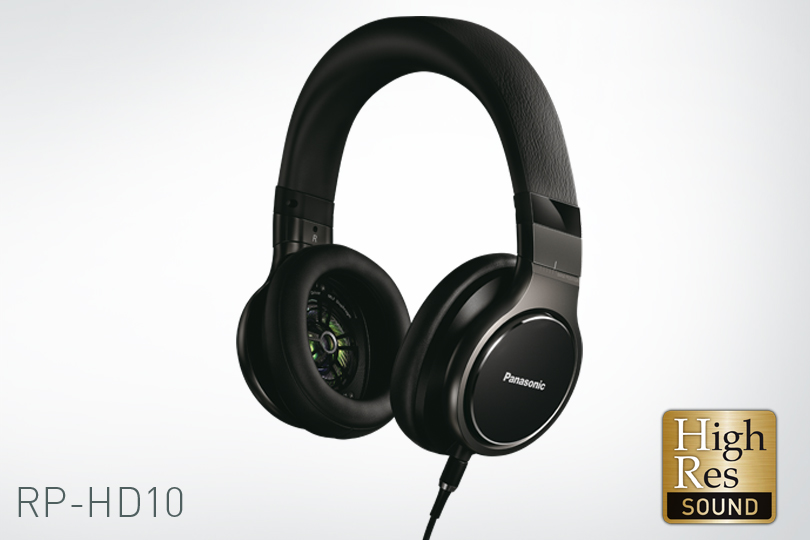 R
Panasonic
RP-HD10
High
Res
SOUND